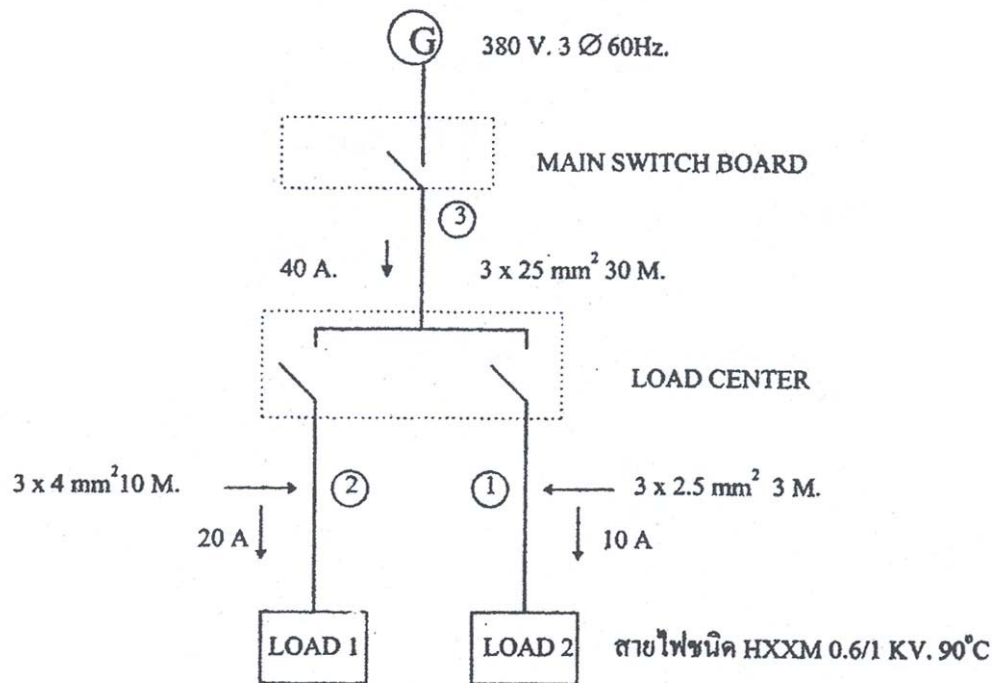 G
380 V. 3 Ø 60Hz.
MAIN SWITCH BOARD
3
40 A.
3 x 25 mm² 30 M.
LOAD CENTER
3 x 4 mm² 10 M.
2
1
3 x 2.5 mm² 3 M.
20 A
10 A
LOAD 1
LOAD 2
สายไฟชนิด HXXM 0.6/1 KV. 90°C